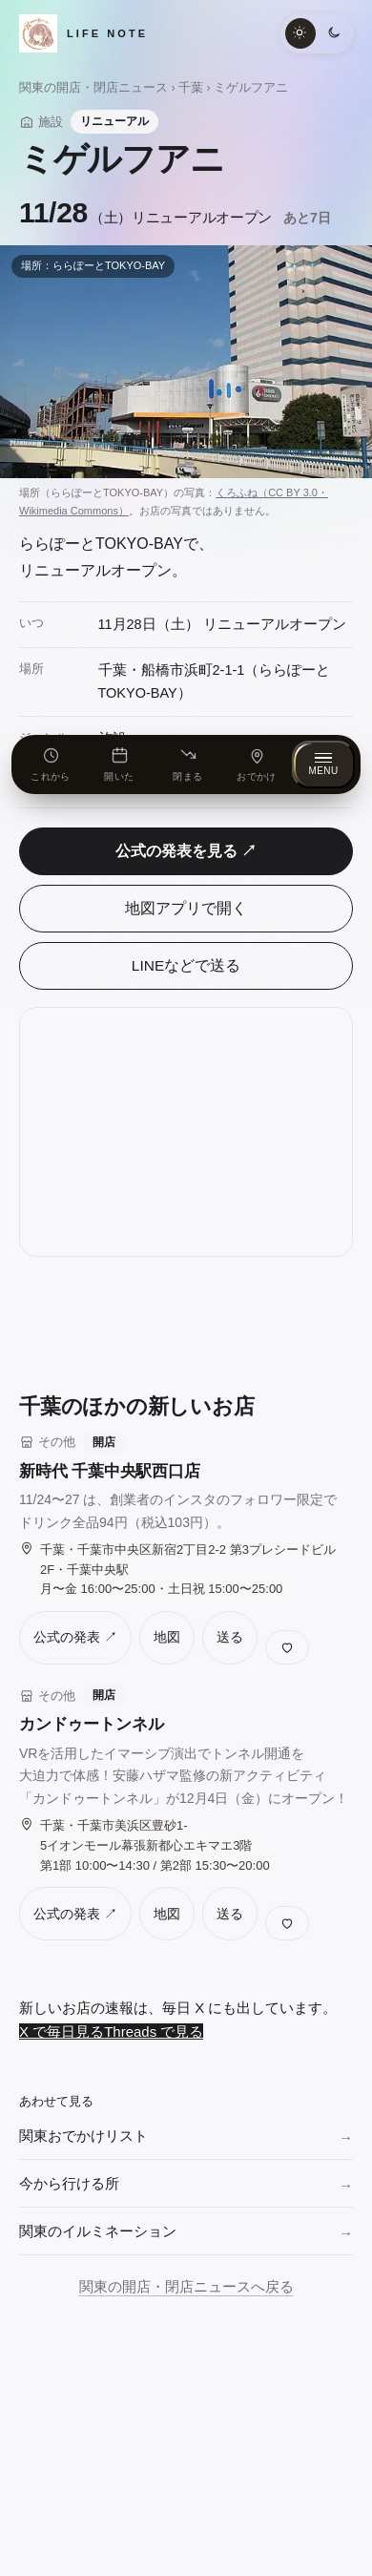 LIFE NOTE
関東の開店・閉店ニュース › 千葉 › ミゲルフアニ
施設 リニューアル
ミゲルフアニ
11/28（土）リニューアルオープン あと7日
場所：ららぽーとTOKYO-BAY
場所（ららぽーとTOKYO-BAY）の写真：くろふね（CC BY 3.0・
Wikimedia Commons）。お店の写真ではありません。
ららぽーとTOKYO-BAYで、
リニューアルオープン。
いつ 11月28日（土） リニューアルオープン
場所 千葉・船橋市浜町2-1-1（ららぽーと
TOKYO-BAY）
これから 開いた 閉まる おでかけ MENU
公式の発表を見る ↗
地図アプリで開く
LINEなどで送る
千葉のほかの新しいお店
その他 開店
新時代 千葉中央駅西口店
11/24〜27 は、創業者のインスタのフォロワー限定で
ドリンク全品94円（税込103円）。
千葉・千葉市中央区新宿2丁目2-2 第3プレシードビル
2F・千葉中央駅
月〜金 16:00〜25:00・土日祝 15:00〜25:00
公式の発表 ↗ 地図 送る
その他 開店
カンドゥートンネル
VRを活用したイマーシブ演出でトンネル開通を
大迫力で体感！安藤ハザマ監修の新アクティビティ
「カンドゥートンネル」が12月4日（金）にオープン！
千葉・千葉市美浜区豊砂1-
5イオンモール幕張新都心エキマエ3階
第1部 10:00〜14:30 / 第2部 15:30〜20:00
公式の発表 ↗ 地図 送る
新しいお店の速報は、毎日 X にも出しています。
X で毎日見るThreads で見る
あわせて見る
関東おでかけリスト →
今から行ける所 →
関東のイルミネーション →
関東の開店・閉店ニュースへ戻る